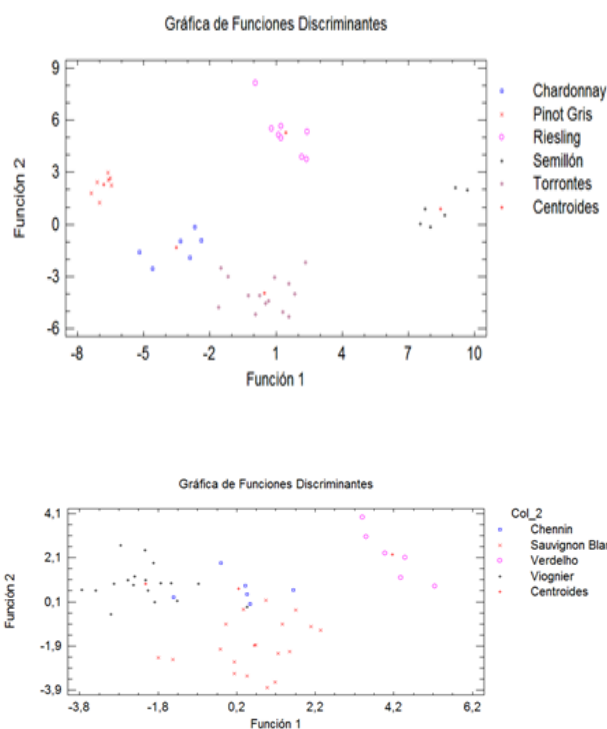 Gráfica de Funciones Discriminantes
9
6
3
0
-3
-6
Función 2
-8
-5
-2
1
4
7
10
Función 1
Chardonnay
Pinot Gris
Riesling
Semillón
Torrontes
Centroides
Gráfica de Funciones Discriminantes
4,1
2,1
0,1
-1,9
-3,9
Función 2
-3,8
-1,8
0,2
2,2
4,2
6,2
Función 1
Col_2
Chennin
Sauvignon Blan
Verdelho
Viognier
Centroides